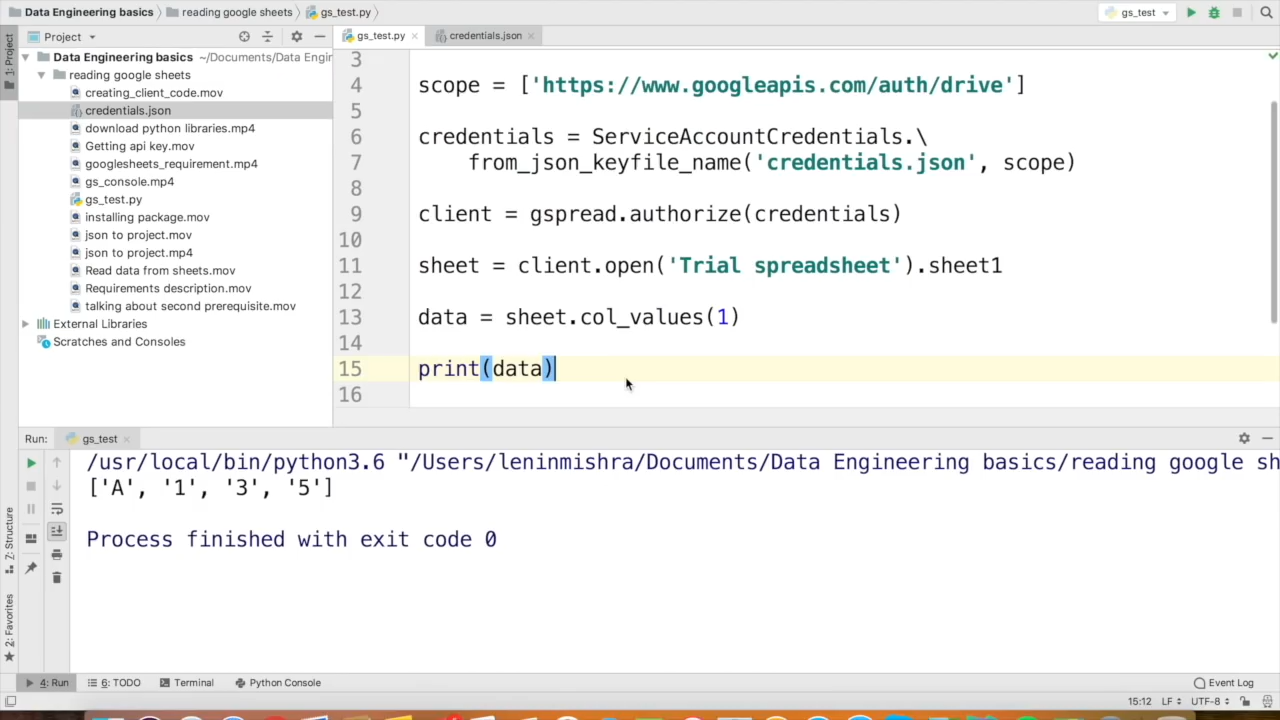 Data Engineering basics
reading google sheets
gs_test.py
gs_test
1: Project
Project
gs_test.py
credentials.json
Data Engineering basics ~/Documents/Data Engir
reading google sheets
creating_client_code.mov
credentials.json
download python libraries.mp4
Getting api key.mov
googlesheets_requirement.mp4
gs_console.mp4
gs_test.py
installing package.mov
json to project.mov
json to project.mp4
Read data from sheets.mov
Requirements description.mov
talking about second prerequisite.mov
External Libraries
Scratches and Consoles
3
4 scope = ['https://www.googleapis.com/auth/drive']
5
6 credentials = ServiceAccountCredentials.\
7 from_json_keyfile_name('credentials.json', scope)
8
9 client = gspread.authorize(credentials)
10
11 sheet = client.open('Trial spreadsheet').sheet1
12
13 data = sheet.col_values(1)
14
15 print(data)
16
Run: gs_test
/usr/local/bin/python3.6 "/Users/leninmishra/Documents/Data Engineering basics/reading google sh
['A', '1', '3', '5']
Process finished with exit code 0
7: Structure
2: Favorites
4: Run
6: TODO
Terminal
Python Console
Event Log
15:12 LF UTF-8